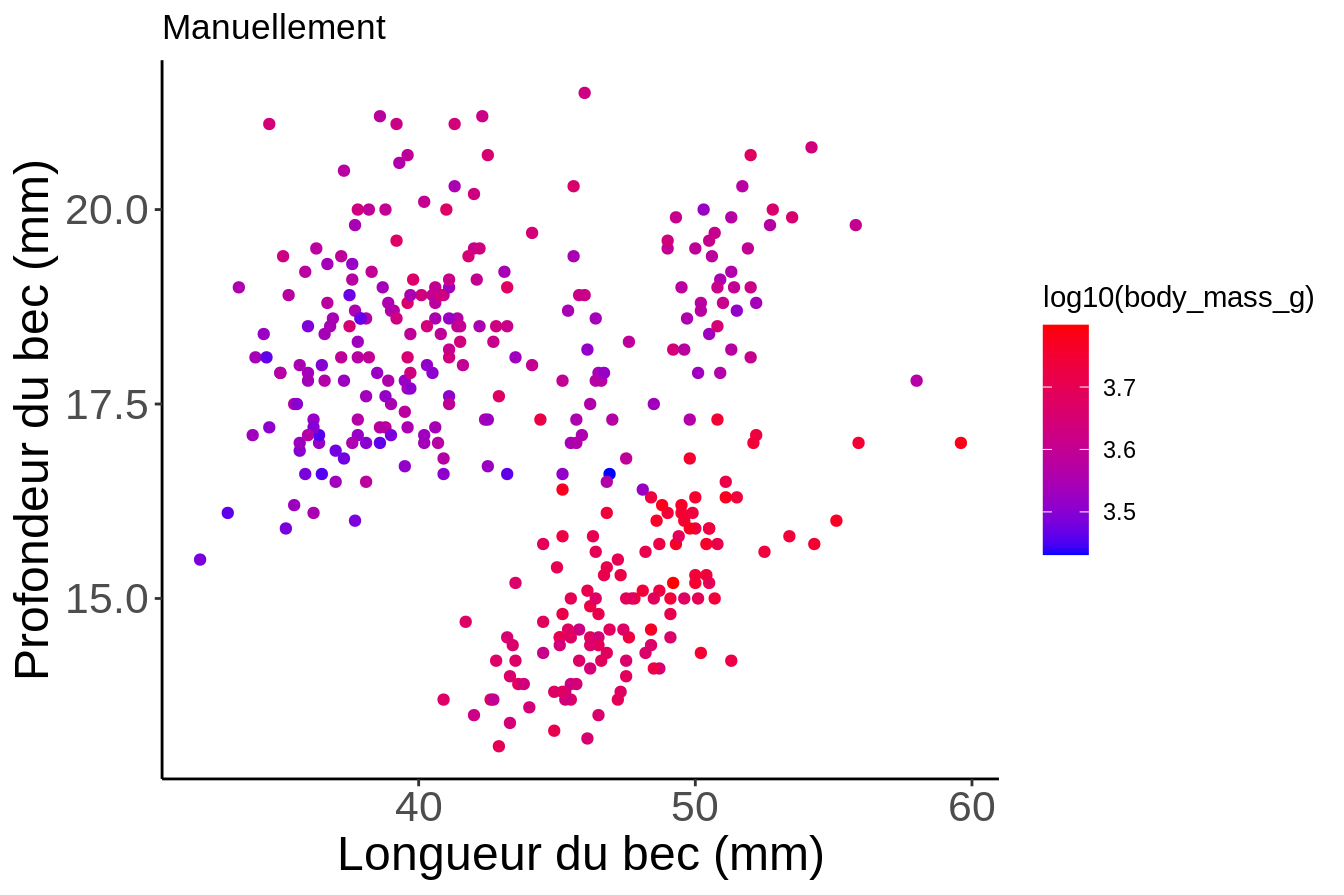 Manuellement
Profondeur du bec (mm)
20.0
17.5
15.0
40
50
60
Longueur du bec (mm)
log10(body_mass_g)
3.7
3.6
3.5